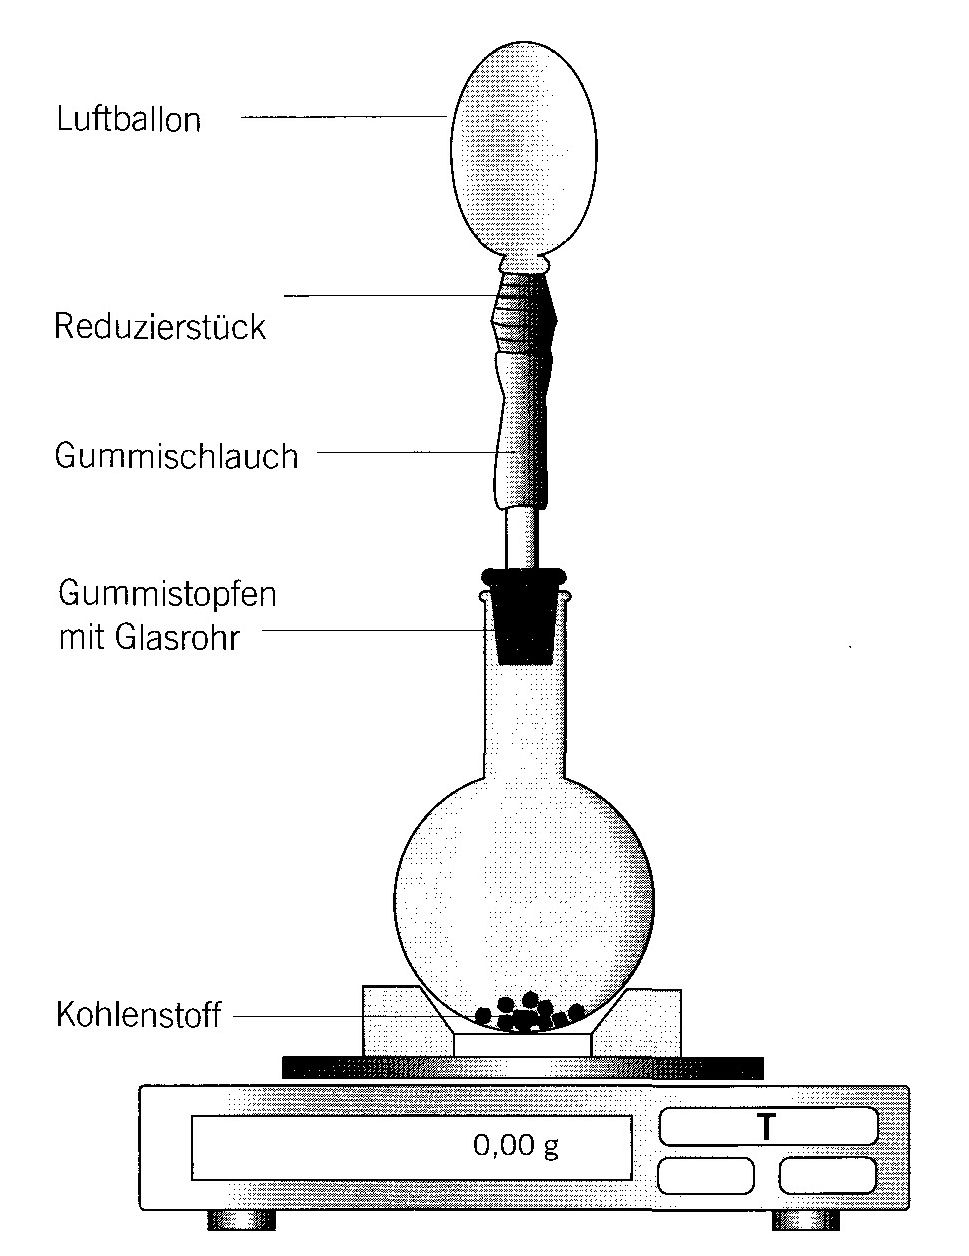 Luftballon
Reduzierstück
Gummischlauch
Gummistopfen
mit Glasrohr
Kohlenstoff
T
0,00 g